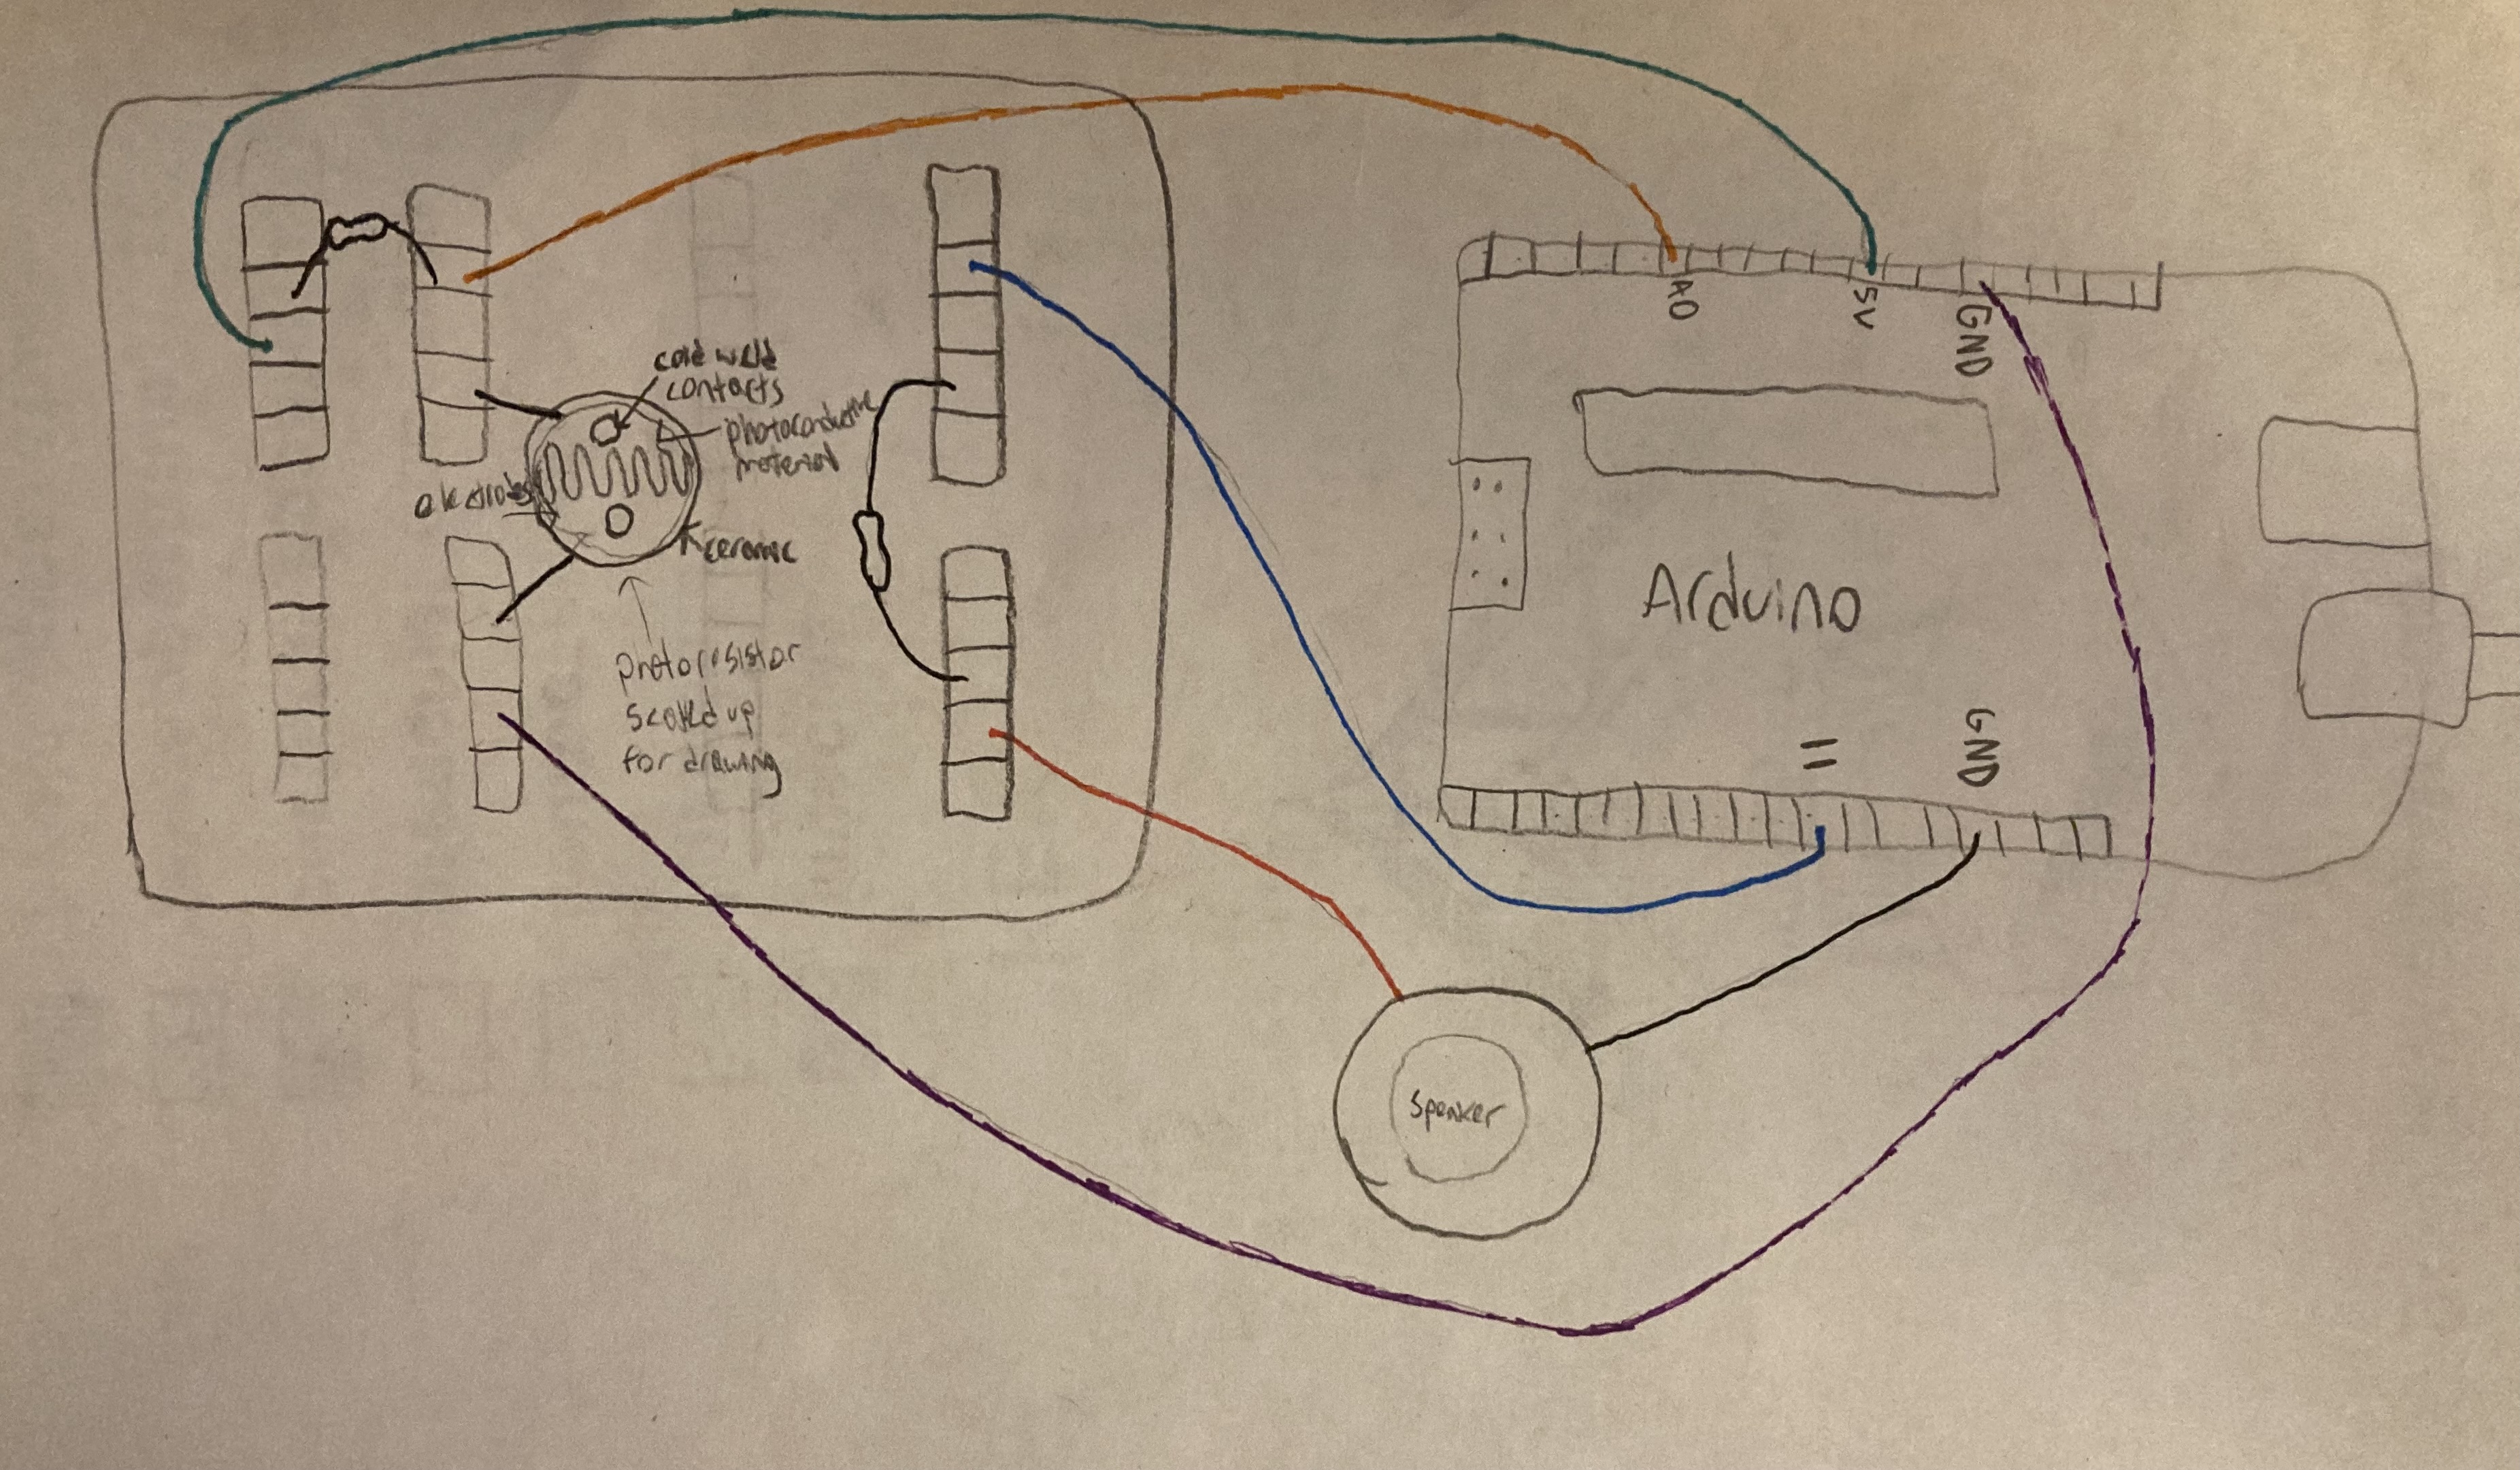 cold weld
contacts
photoconductive
material
electrodes
ceramic
photoresistor
scaled up
for drawing
A0
5V
GND
Arduino
11
GND
Speaker